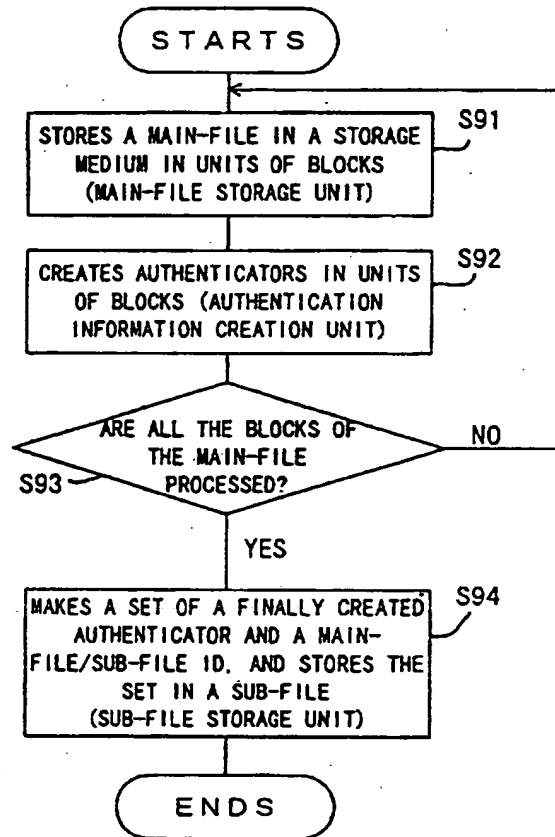 STARTS
S91
STORES A MAIN-FILE IN A STORAGE
MEDIUM IN UNITS OF BLOCKS
(MAIN-FILE STORAGE UNIT)
S92
CREATES AUTHENTICATORS IN UNITS
OF BLOCKS (AUTHENTICATION
INFORMATION CREATION UNIT)
ARE ALL THE BLOCKS OF
THE MAIN-FILE
PROCESSED?
NO
S93
YES
S94
MAKES A SET OF A FINALLY CREATED
AUTHENTICATOR AND A MAIN-
FILE/SUB-FILE ID, AND STORES THE
SET IN A SUB-FILE
(SUB-FILE STORAGE UNIT)
ENDS